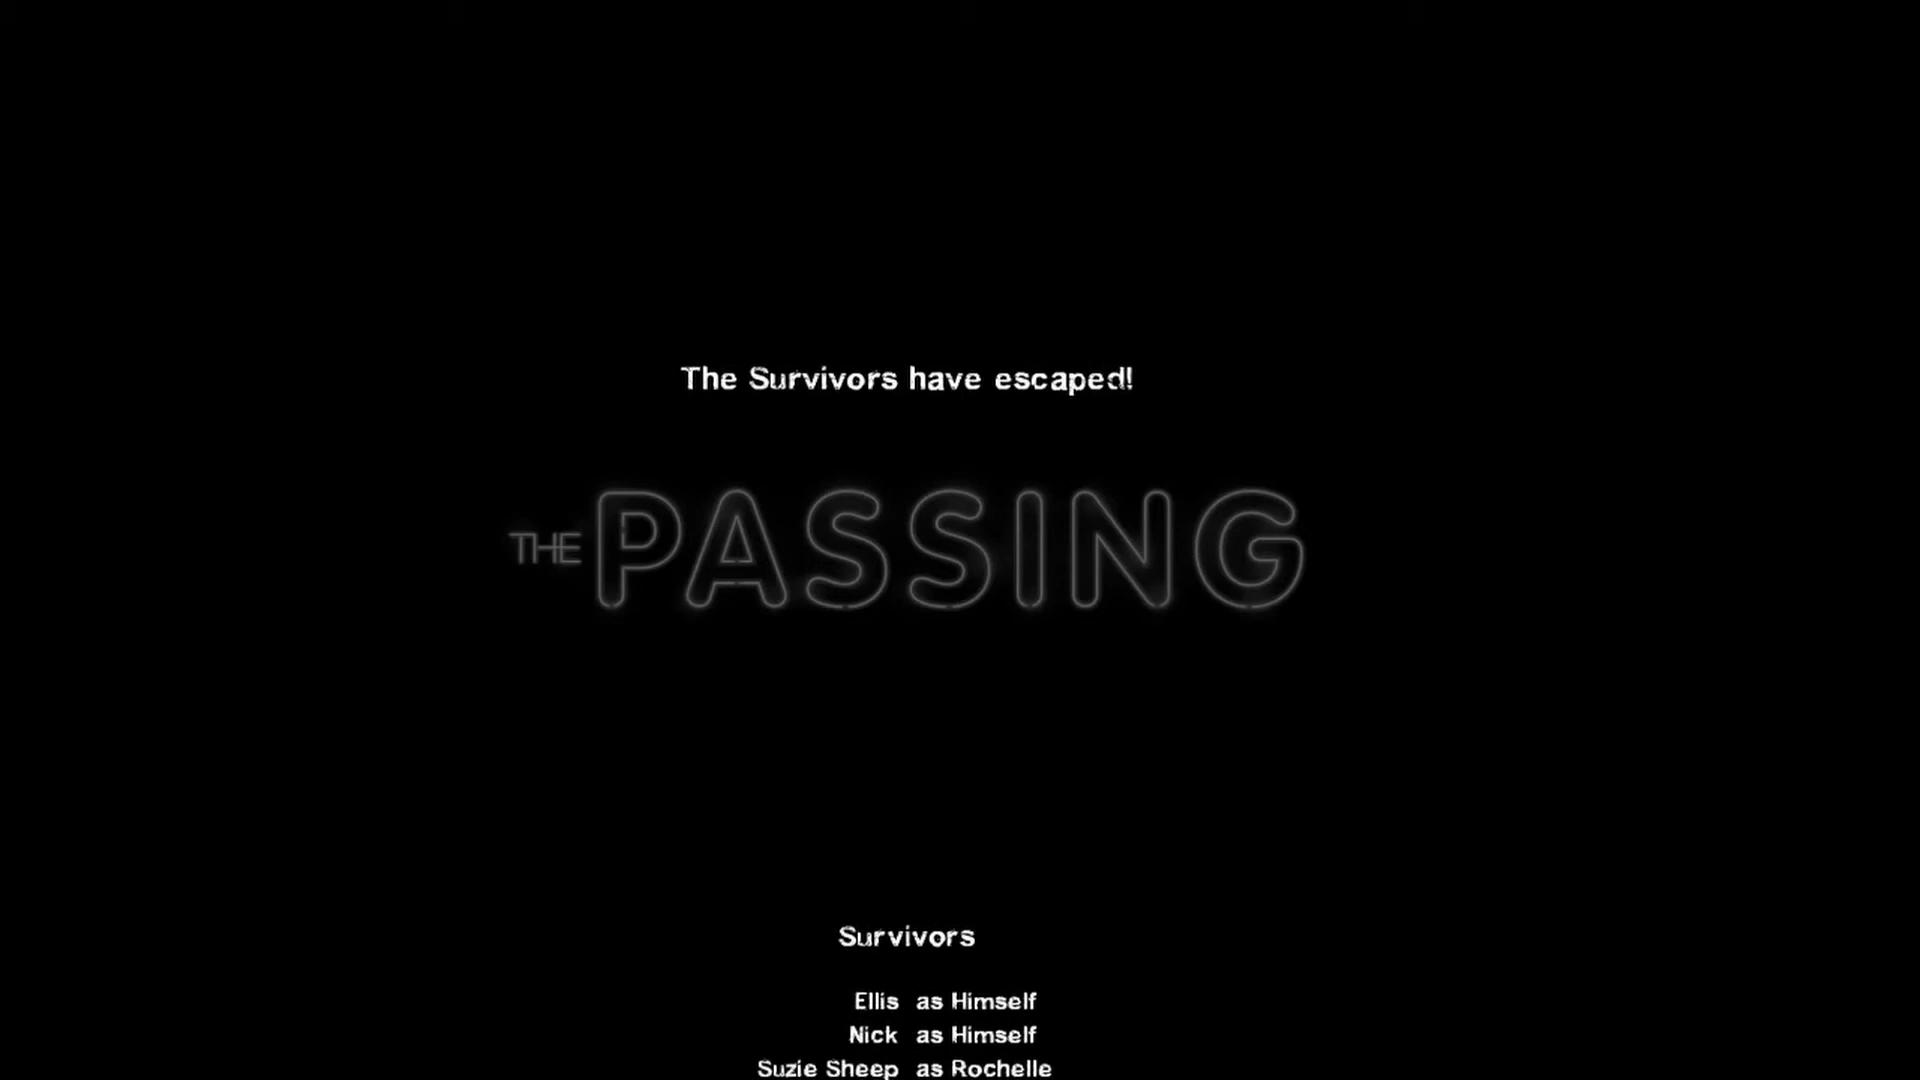 The Survivors have escaped!
THE PASSING
Survivors
Ellis as Himself
Nick as Himself
Suzie Sheep as Rochelle